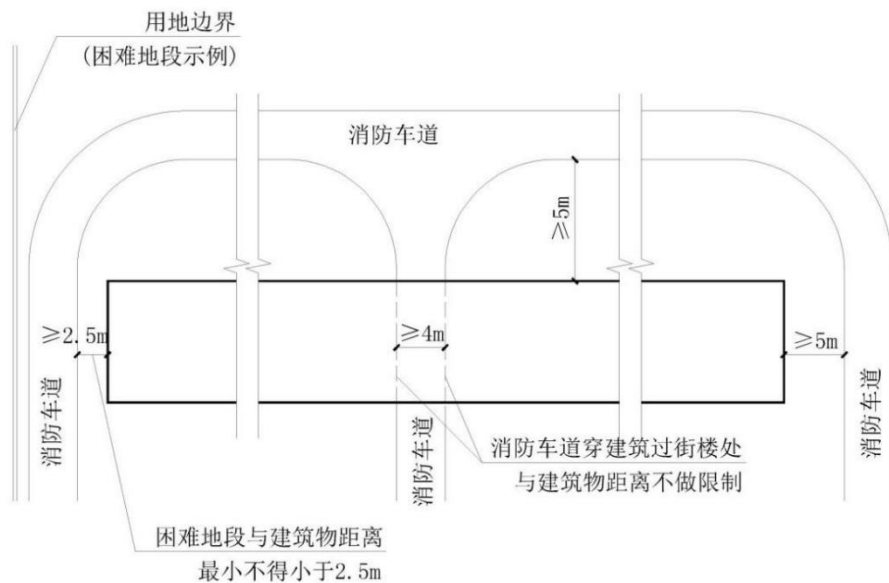 用地边界
(困难地段示例)
消防车道
≥5m
≥2.5m
≥4m
≥5m
消防车道
消防车道
消防车道
消防车道穿建筑过街楼处
与建筑物距离不做限制
困难地段与建筑物距离
最小不得小于2.5m